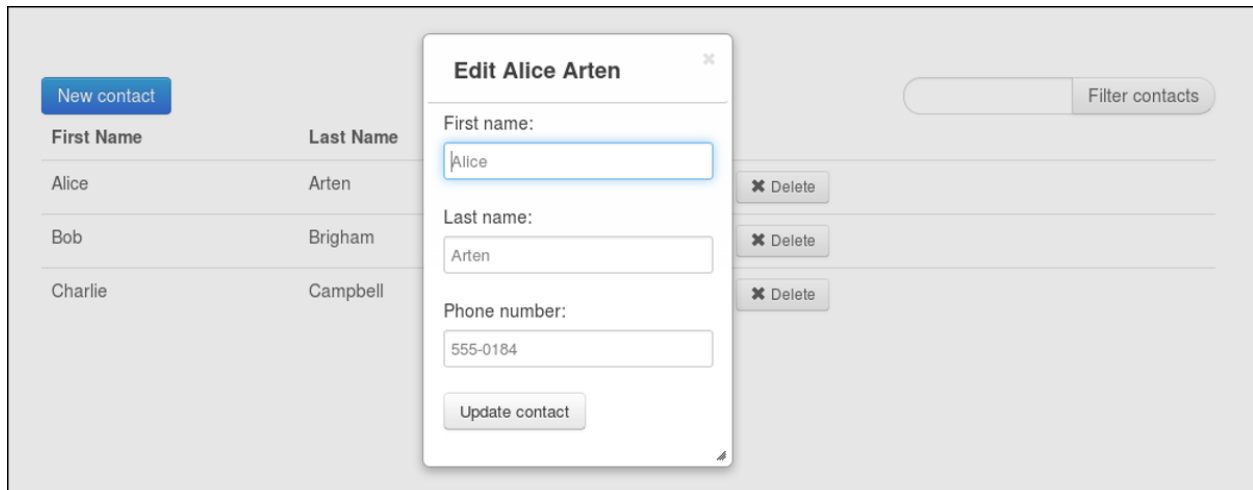 Edit Alice Arten ×
New contact
Filter contacts
First Name Last Name
First name:
Alice
Alice Arten ✖ Delete
Last name:
Bob Brigham ✖ Delete
Arten
Charlie Campbell ✖ Delete
Phone number:
555-0184
Update contact